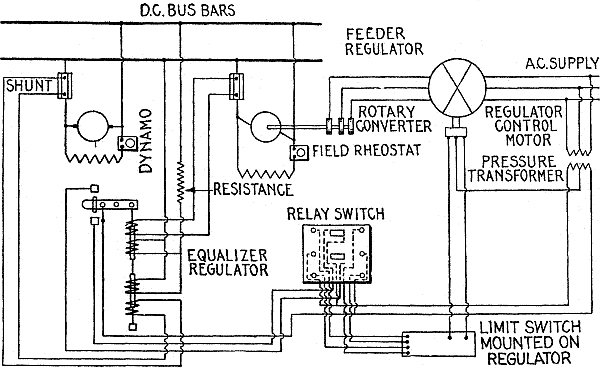 D.C. BUS BARS
FEEDER
REGULATOR
A.C. SUPPLY
SHUNT
DYNAMO
ROTARY
CONVERTER
REGULATOR
CONTROL
MOTOR
FIELD RHEOSTAT
PRESSURE
TRANSFORMER
RESISTANCE
RELAY SWITCH
EQUALIZER
REGULATOR
LIMIT SWITCH
MOUNTED ON
REGULATOR